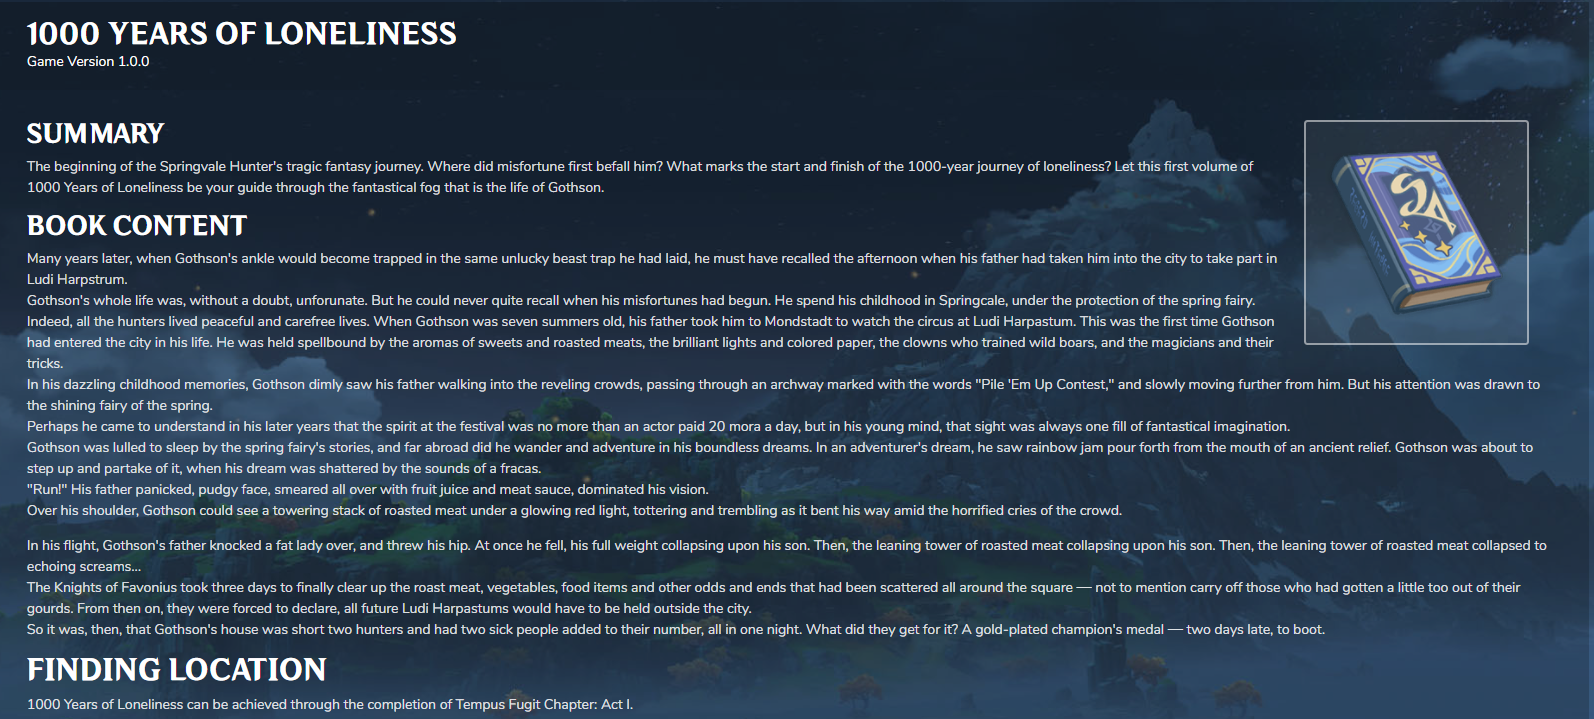 1000 YEARS OF LONELINESS
Game Version 1.0.0
SUMMARY
The beginning of the Springvale Hunter's tragic fantasy journey. Where did misfortune first befall him? What marks the start and finish of the 1000-year journey of loneliness? Let this first volume of
1000 Years of Loneliness be your guide through the fantastical fog that is the life of Gothson.
BOOK CONTENT
Many years later, when Gothson's ankle would become trapped in the same unlucky beast trap he had laid, he must have recalled the afternoon when his father had taken him into the city to take part in
Ludi Harpstrum.
Gothson's whole life was, without a doubt, unforunate. But he could never quite recall when his misfortunes had begun. He spend his childhood in Springcale, under the protection of the spring fairy.
Indeed, all the hunters lived peaceful and carefree lives. When Gothson was seven summers old, his father took him to Mondstadt to watch the circus at Ludi Harpastum. This was the first time Gothson
had entered the city in his life. He was held spellbound by the aromas of sweets and roasted meats, the brilliant lights and colored paper, the clowns who trained wild boars, and the magicians and their
tricks.
In his dazzling childhood memories, Gothson dimly saw his father walking into the reveling crowds, passing through an archway marked with the words "Pile 'Em Up Contest," and slowly moving further from him. But his attention was drawn to
the shining fairy of the spring.
Perhaps he came to understand in his later years that the spirit at the festival was no more than an actor paid 20 mora a day, but in his young mind, that sight was always one fill of fantastical imagination.
Gothson was lulled to sleep by the spring fairy's stories, and far abroad did he wander and adventure in his boundless dreams. In an adventurer's dream, he saw rainbow jam pour forth from the mouth of an ancient relief. Gothson was about to
step up and partake of it, when his dream was shattered by the sounds of a fracas.
"Run!" His father panicked, pudgy face, smeared all over with fruit juice and meat sauce, dominated his vision.
Over his shoulder, Gothson could see a towering stack of roasted meat under a glowing red light, tottering and trembling as it bent his way amid the horrified cries of the crowd.
In his flight, Gothson's father knocked a fat lady over, and threw his hip. At once he fell, his full weight collapsing upon his son. Then, the leaning tower of roasted meat collapsing upon his son. Then, the leaning tower of roasted meat collapsed to
echoing screams...
The Knights of Favonius took three days to finally clear up the roast meat, vegetables, food items and other odds and ends that had been scattered all around the square — not to mention carry off those who had gotten a little too out of their
gourds. From then on, they were forced to declare, all future Ludi Harpastums would have to be held outside the city.
So it was, then, that Gothson's house was short two hunters and had two sick people added to their number, all in one night. What did they get for it? A gold-plated champion's medal — two days late, to boot.
FINDING LOCATION
1000 Years of Loneliness can be achieved through the completion of Tempus Fugit Chapter: Act I.